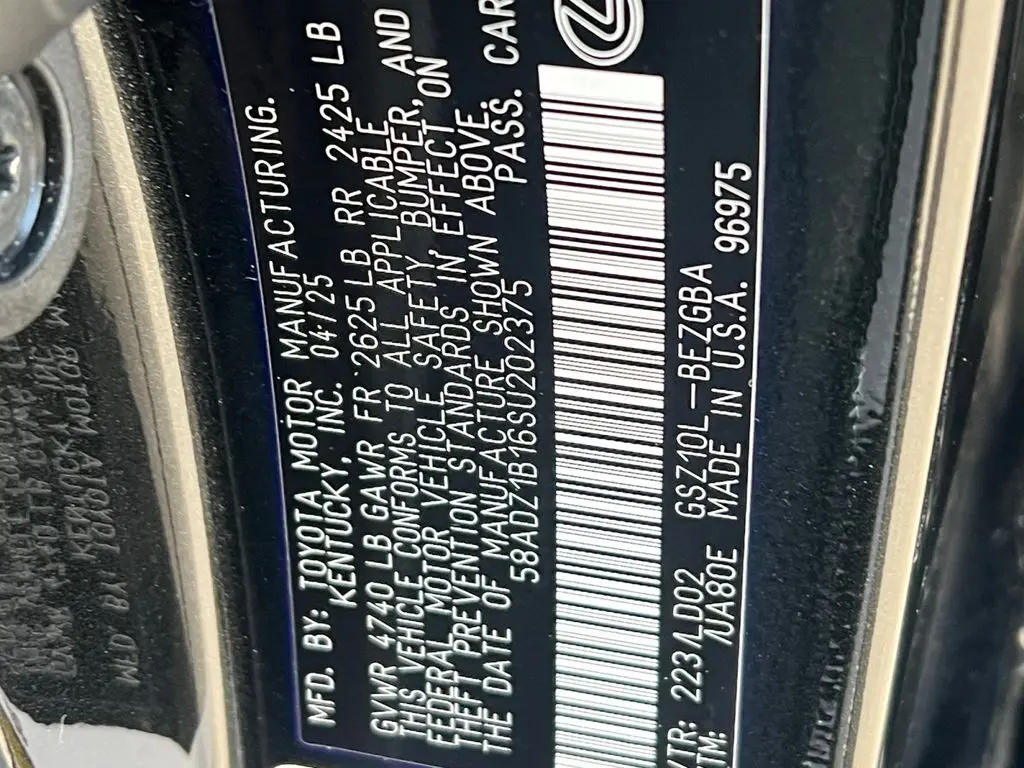 MFD. BY: TOYOTA MOTOR MANUFACTURING.
KENTUCKY, INC. 04/25
GVWR 4740 LB GAWR FR 2625 LB RR 2425 LB
THIS VEHICLE CONFORMS TO ALL APPLICABLE
FEDERAL MOTOR VEHICLE SAFETY, BUMPER, AND
THEFT PREVENTION STANDARDS IN EFFECT ON
THE DATE OF MANUFACTURE SHOWN ABOVE.
58ADZ1B16SU202375 PASS. CAR
/TR: 223/LD02 GSZ10L-BEZGBA
TM: /UA80E MADE IN U.S.A. 96975